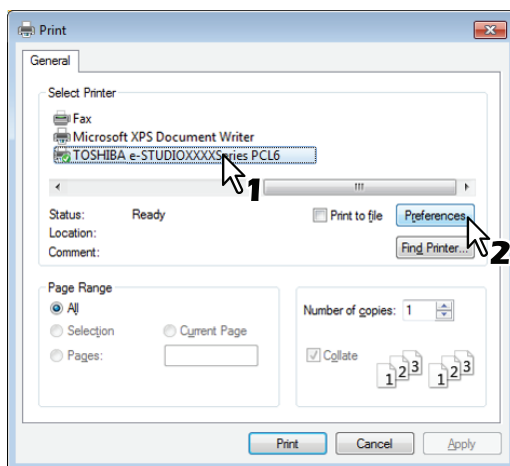 Print
General
Select Printer
Fax
Microsoft XPS Document Writer
TOSHIBA e-STUDIOXXXXSeries PCL6
1
Status: Ready Print to file Preferences
Location:
Comment: Find Printer...
2
Page Range
All
Selection Current Page
Pages:
Number of copies: 1
Collate
1 2 3 1 2 3
Print Cancel Apply